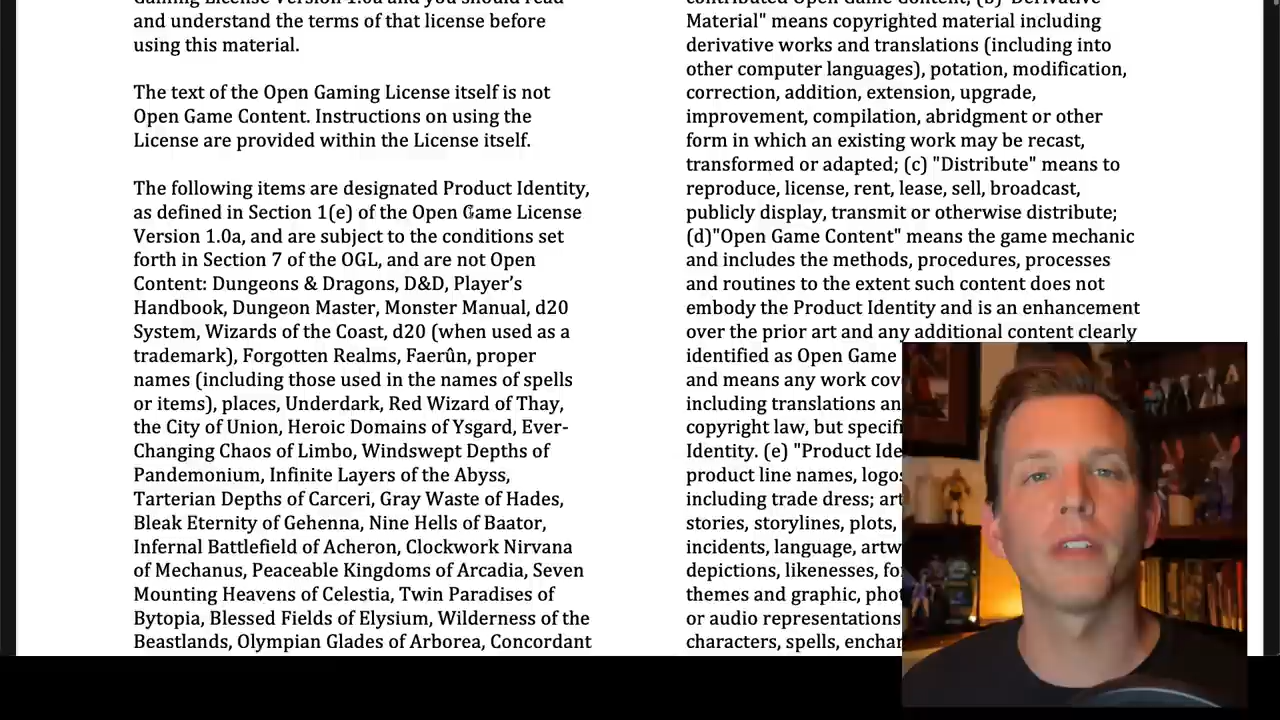 Gaming License Version 1.0a and you should read
and understand the terms of that license before
using this material.
The text of the Open Gaming License itself is not
Open Game Content. Instructions on using the
License are provided within the License itself.
The following items are designated Product Identity,
as defined in Section 1(e) of the Open Game License
Version 1.0a, and are subject to the conditions set
forth in Section 7 of the OGL, and are not Open
Content: Dungeons & Dragons, D&D, Player’s
Handbook, Dungeon Master, Monster Manual, d20
System, Wizards of the Coast, d20 (when used as a
trademark), Forgotten Realms, Faerûn, proper
names (including those used in the names of spells
or items), places, Underdark, Red Wizard of Thay,
the City of Union, Heroic Domains of Ysgard, Ever-
Changing Chaos of Limbo, Windswept Depths of
Pandemonium, Infinite Layers of the Abyss,
Tarterian Depths of Carceri, Gray Waste of Hades,
Bleak Eternity of Gehenna, Nine Hells of Baator,
Infernal Battlefield of Acheron, Clockwork Nirvana
of Mechanus, Peaceable Kingdoms of Arcadia, Seven
Mounting Heavens of Celestia, Twin Paradises of
Bytopia, Blessed Fields of Elysium, Wilderness of the
Beastlands, Olympian Glades of Arborea, Concordant
contributed Open Game Content; (b)"Derivative
Material" means copyrighted material including
derivative works and translations (including into
other computer languages), potation, modification,
correction, addition, extension, upgrade,
improvement, compilation, abridgment or other
form in which an existing work may be recast,
transformed or adapted; (c) "Distribute" means to
reproduce, license, rent, lease, sell, broadcast,
publicly display, transmit or otherwise distribute;
(d)"Open Game Content" means the game mechanic
and includes the methods, procedures, processes
and routines to the extent such content does not
embody the Product Identity and is an enhancement
over the prior art and any additional content clearly
identified as Open Game
and means any work cov
including translations an
copyright law, but specifi
Identity. (e) "Product Ide
product line names, logos
including trade dress; art
stories, storylines, plots,
incidents, language, artw
depictions, likenesses, fo
themes and graphic, phot
or audio representations
characters, spells, enchan